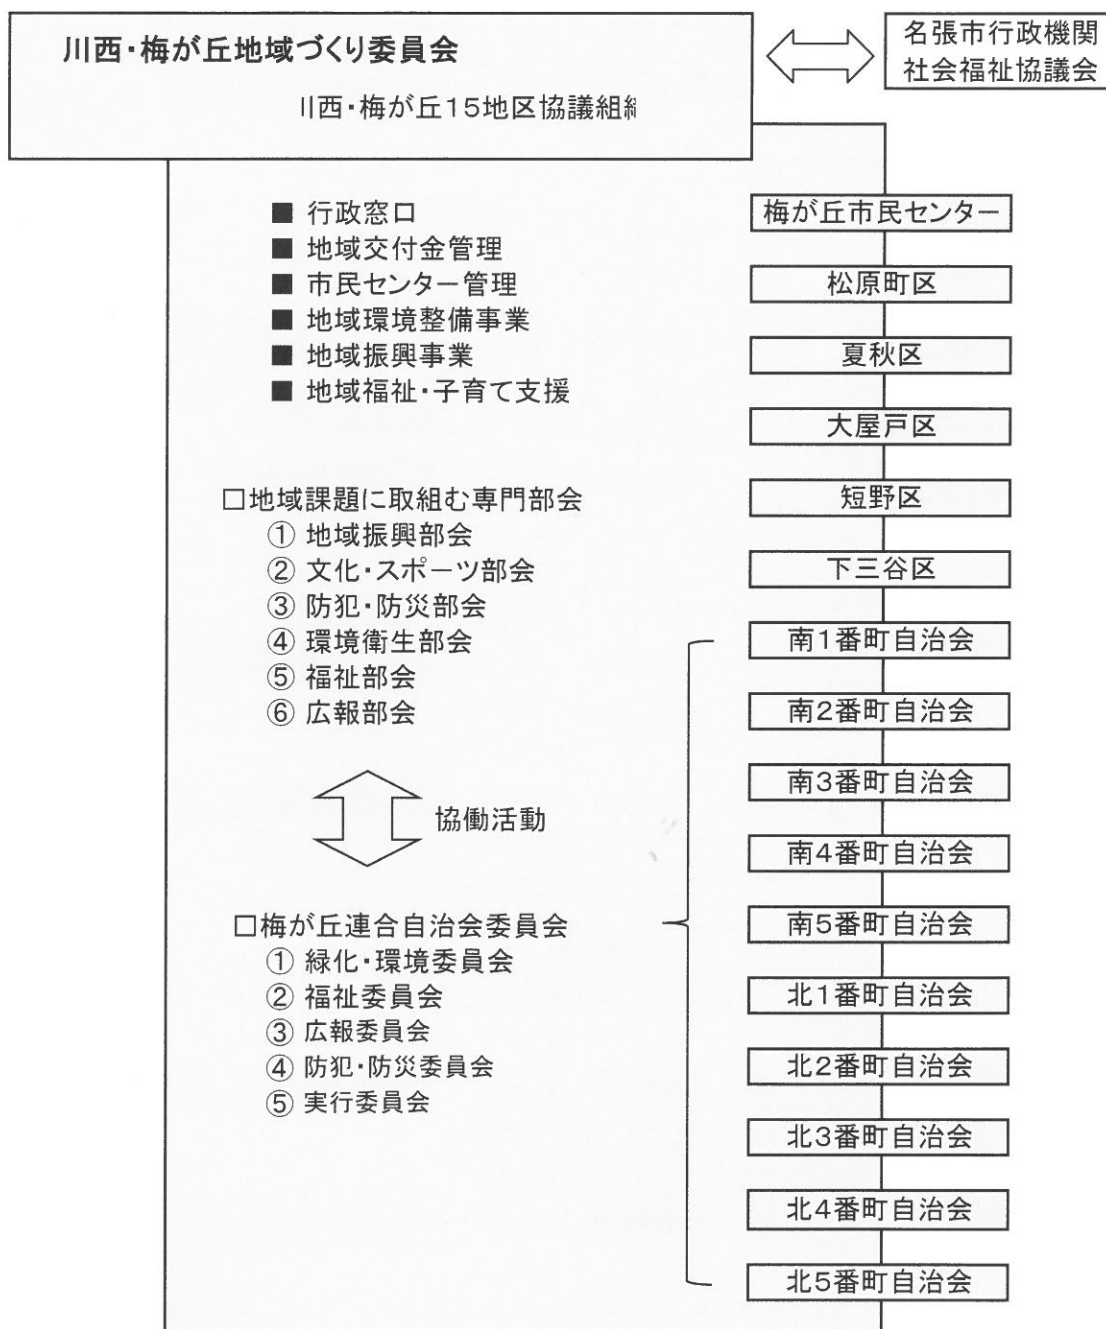 川西・梅が丘地域づくり委員会
川西・梅が丘15地区協議組織
名張市行政機関
社会福祉協議会
■ 行政窓口
■ 地域交付金管理
■ 市民センター管理
■ 地域環境整備事業
■ 地域振興事業
■ 地域福祉・子育て支援
□地域課題に取組む専門部会
① 地域振興部会
② 文化・スポーツ部会
③ 防犯・防災部会
④ 環境衛生部会
⑤ 福祉部会
⑥ 広報部会
協働活動
□梅が丘連合自治会委員会
① 緑化・環境委員会
② 福祉委員会
③ 広報委員会
④ 防犯・防災委員会
⑤ 実行委員会
梅が丘市民センター
松原町区
夏秋区
大屋戸区
短野区
下三谷区
南1番町自治会
南2番町自治会
南3番町自治会
南4番町自治会
南5番町自治会
北1番町自治会
北2番町自治会
北3番町自治会
北4番町自治会
北5番町自治会